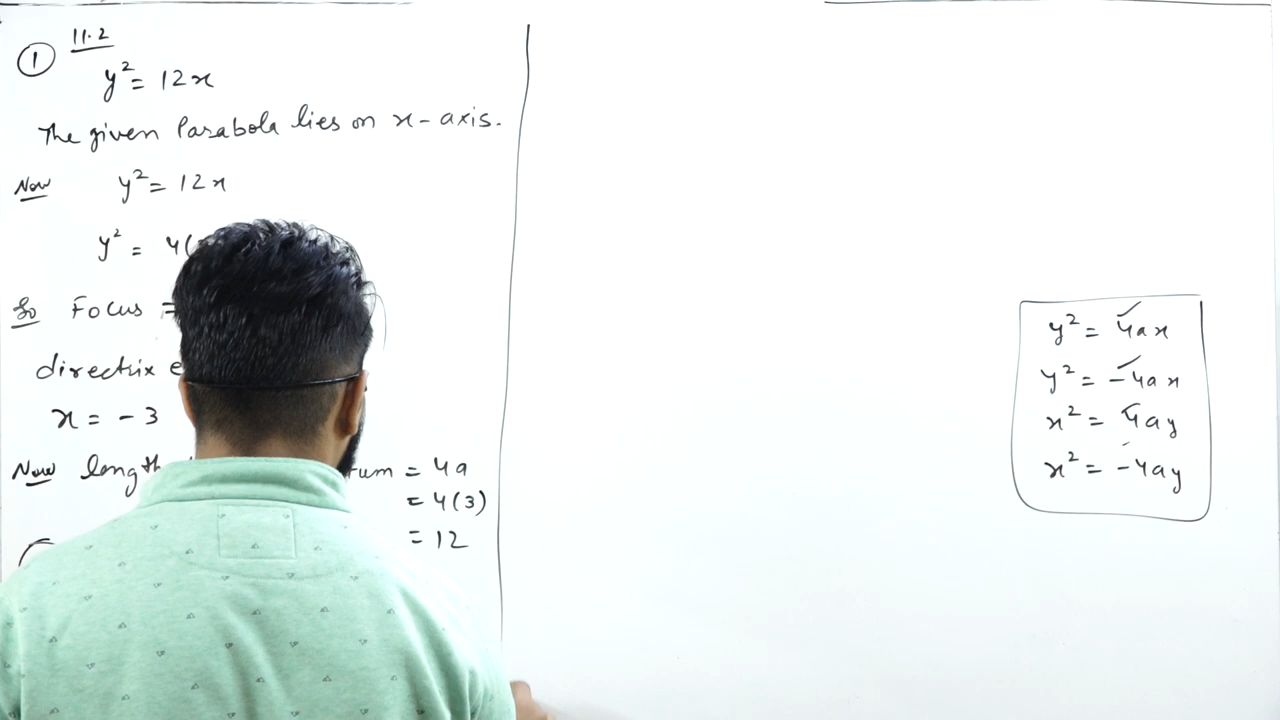 11.2
① y² = 12x
The given Parabola lies on x-axis.
Now y² = 12x
y² = 4(
So Focus =
directrix e
x = -3
Now length um = 4a
= 4(3)
= 12
y² = 4ax
y² = -4ax
x² = 4ay
x² = -4ay